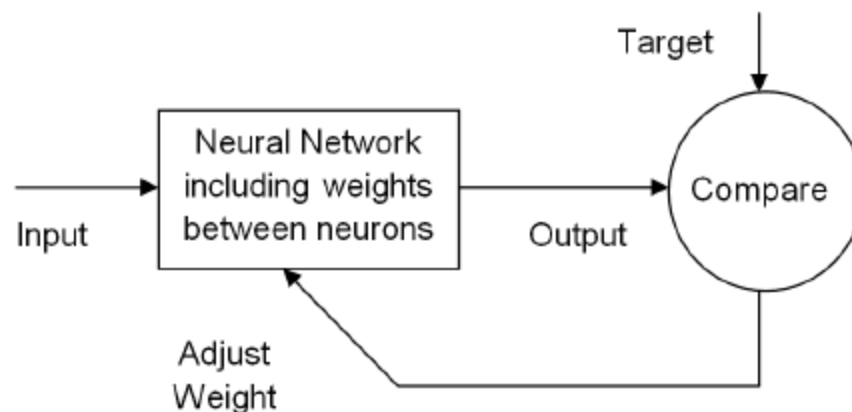 Target
Neural Network
including weights
between neurons
Compare
Input
Output
Adjust
Weight